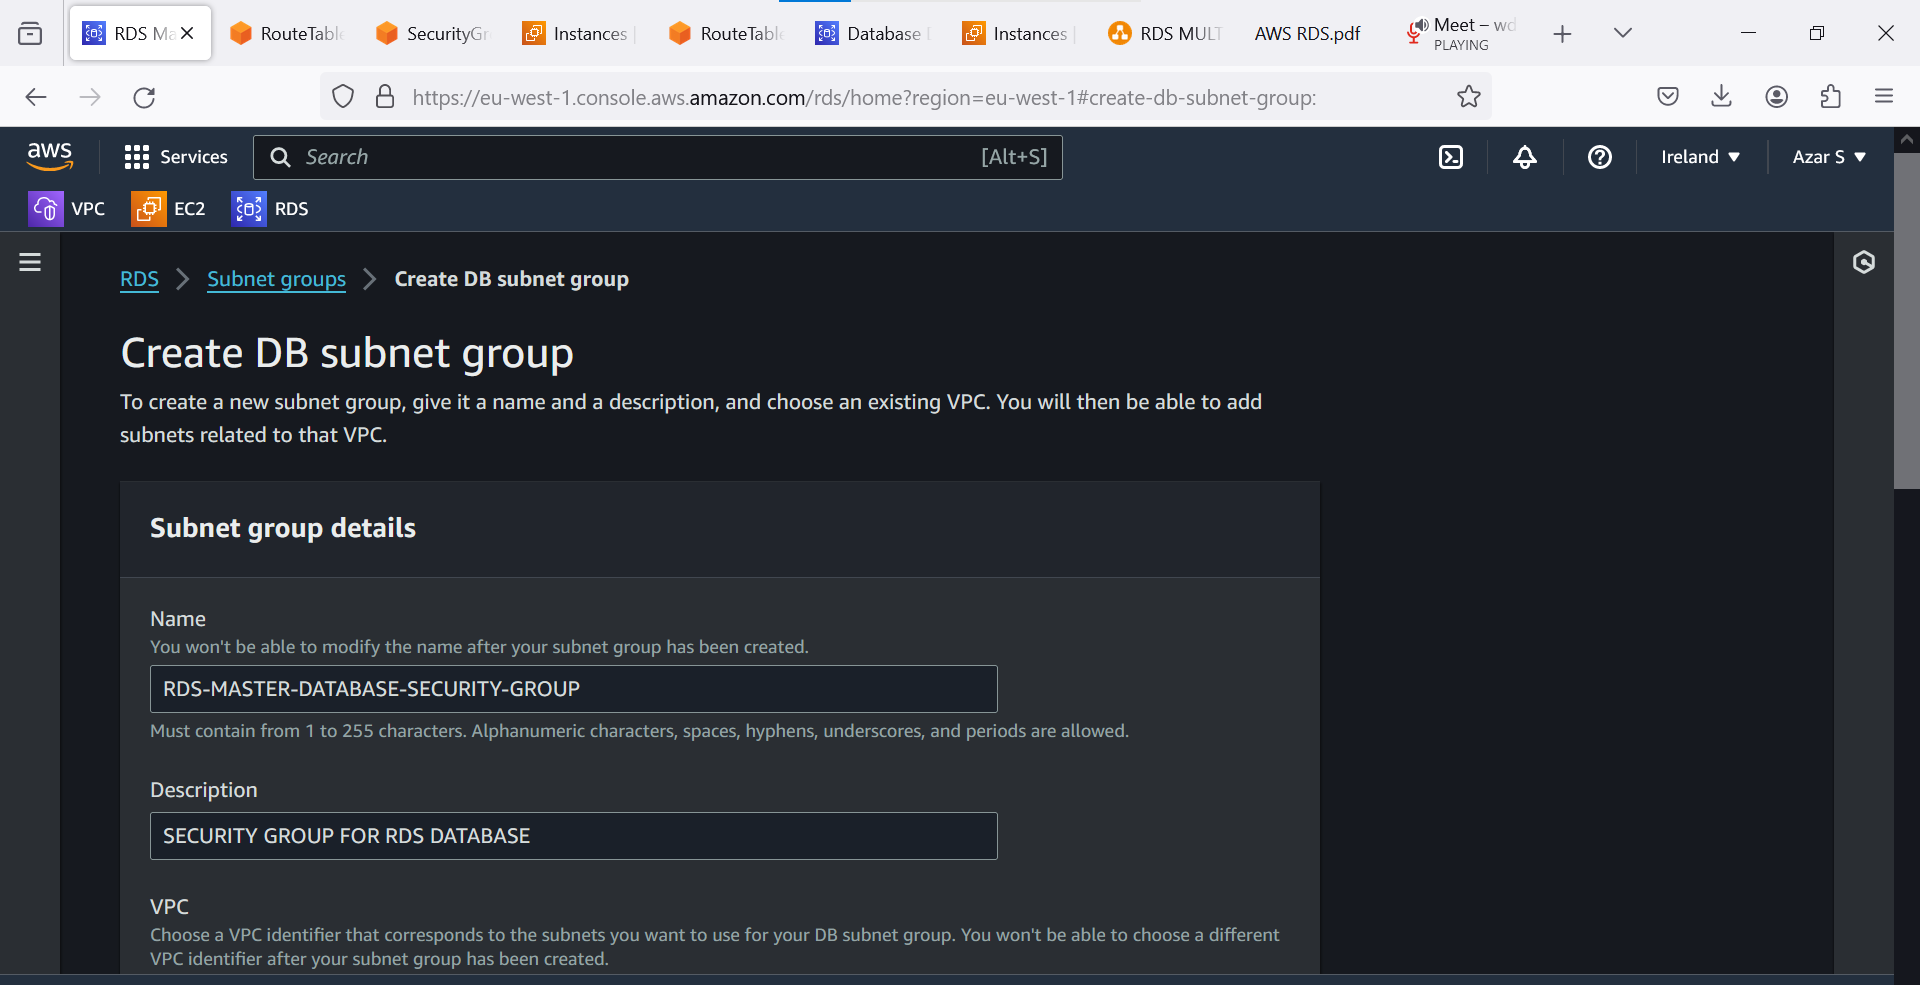 RDS Ma
RouteTable
SecurityGr
Instances
RouteTable
Database
Instances
RDS MULT
AWS RDS.pdf
Meet – wd
PLAYING
https://eu-west-1.console.aws.amazon.com/rds/home?region=eu-west-1#create-db-subnet-group:
aws
Services
Search
[Alt+S]
Ireland
Azar S
VPC
EC2
RDS
RDS
Subnet groups
Create DB subnet group
Create DB subnet group
To create a new subnet group, give it a name and a description, and choose an existing VPC. You will then be able to add
subnets related to that VPC.
Subnet group details
Name
You won't be able to modify the name after your subnet group has been created.
RDS-MASTER-DATABASE-SECURITY-GROUP
Must contain from 1 to 255 characters. Alphanumeric characters, spaces, hyphens, underscores, and periods are allowed.
Description
SECURITY GROUP FOR RDS DATABASE
VPC
Choose a VPC identifier that corresponds to the subnets you want to use for your DB subnet group. You won't be able to choose a different
VPC identifier after your subnet group has been created.